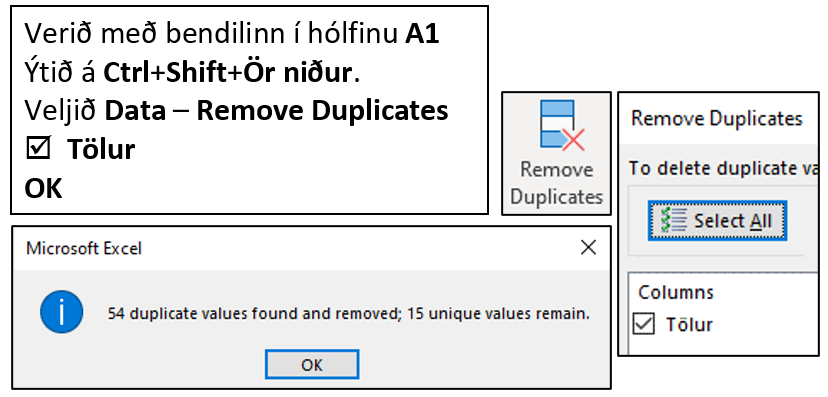 Verið með bendilinn í hólfinu A1
Ýtið á Ctrl+Shift+Ör niður.
Veljið Data – Remove Duplicates
☑ Tölur
OK
Remove
Duplicates
Remove Duplicates
To delete duplicate va
Select All
Columns
☑ Tölur
Microsoft Excel
54 duplicate values found and removed; 15 unique values remain.
OK